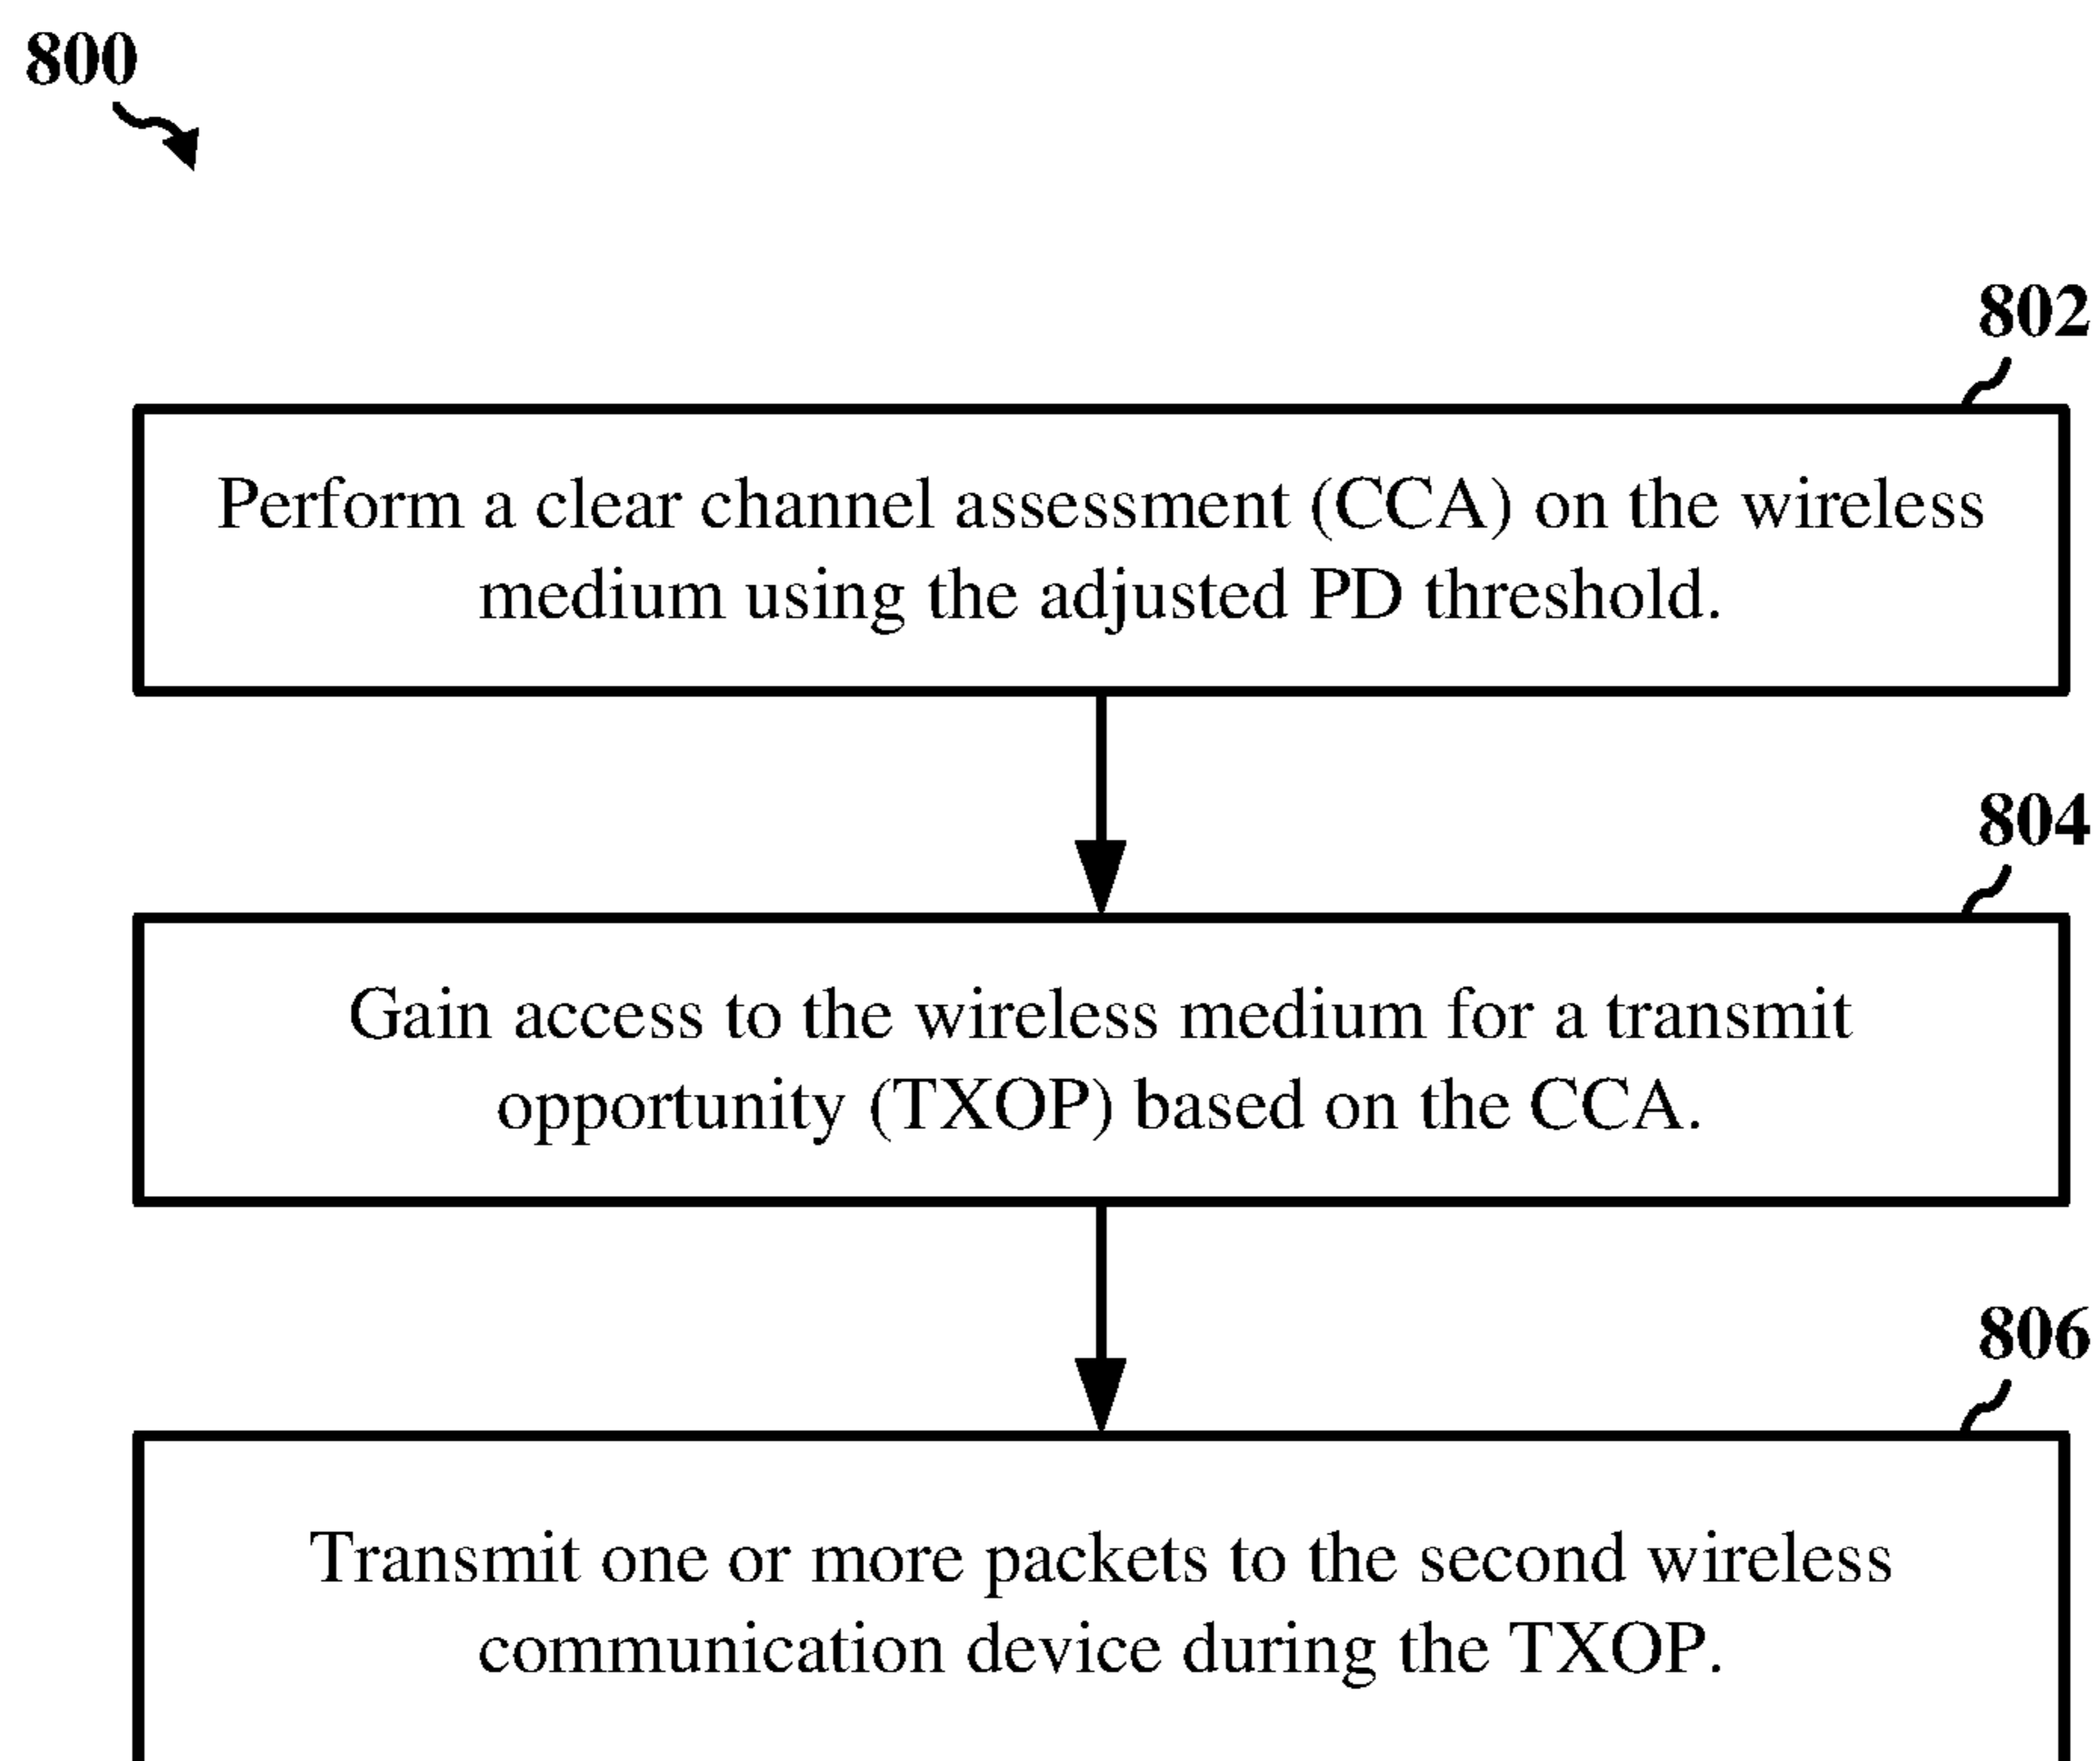 800
802
Perform a clear channel assessment (CCA) on the wireless
medium using the adjusted PD threshold.
804
Gain access to the wireless medium for a transmit
opportunity (TXOP) based on the CCA.
806
Transmit one or more packets to the second wireless
communication device during the TXOP.